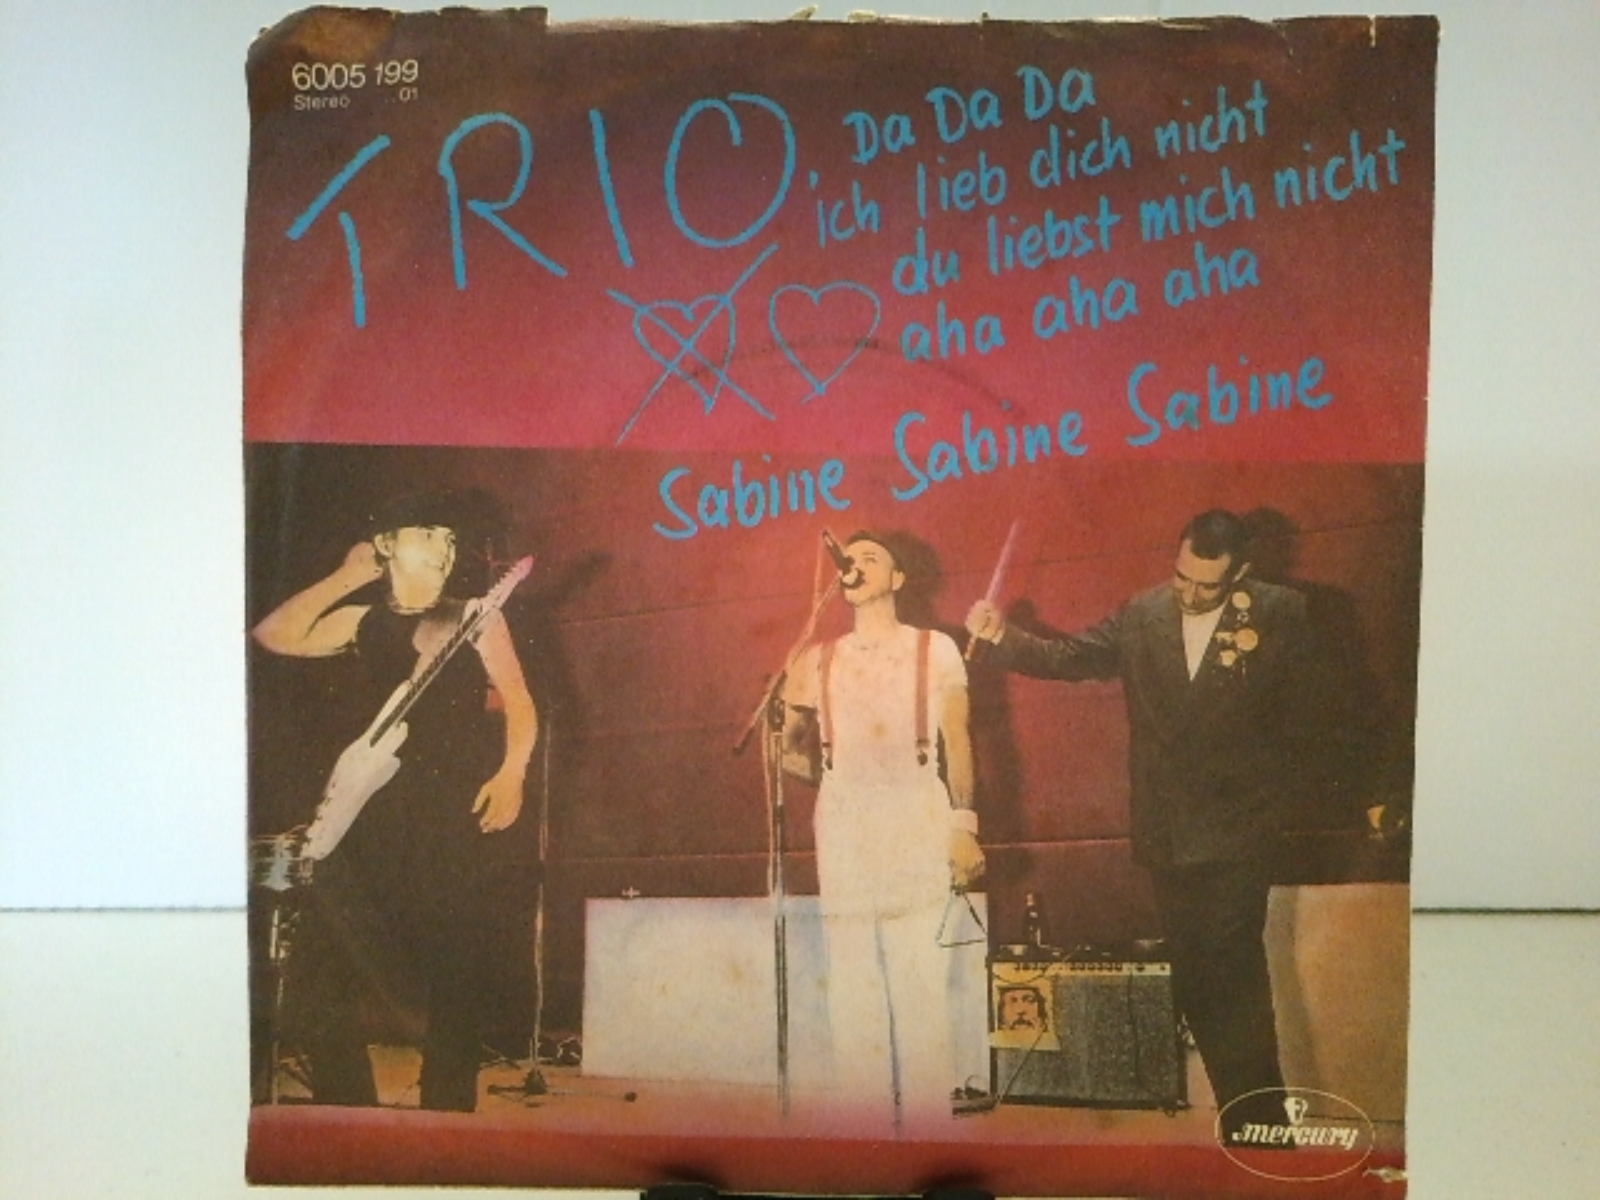 6005 199
Stereo ..01
TRIO.
Da Da Da
ich lieb dich nicht
du liebst mich nicht
aha aha aha
Sabine Sabine Sabine
mercury